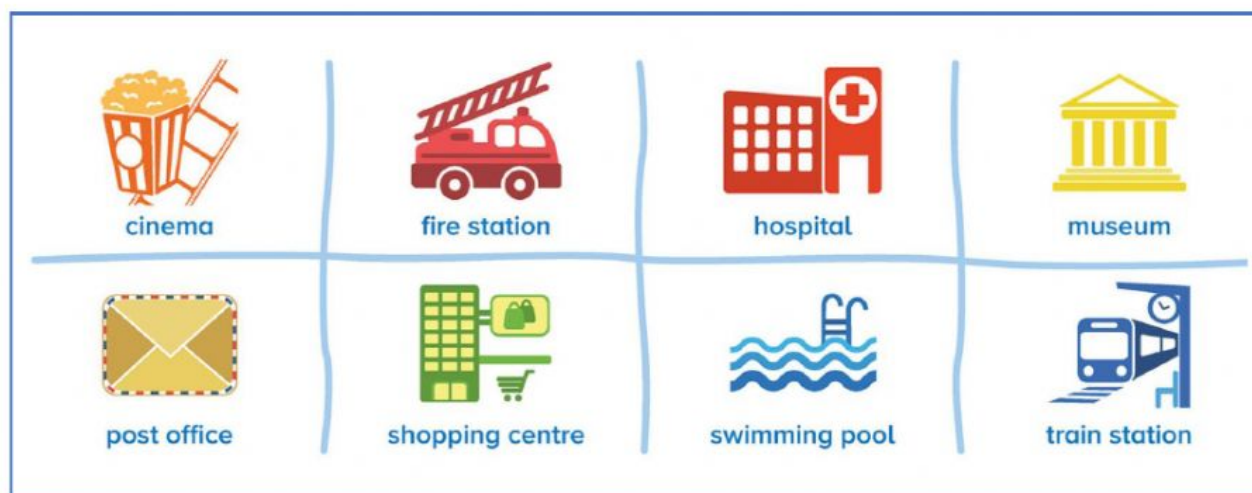 cinema
fire station
hospital
museum
post office
shopping centre
swimming pool
train station